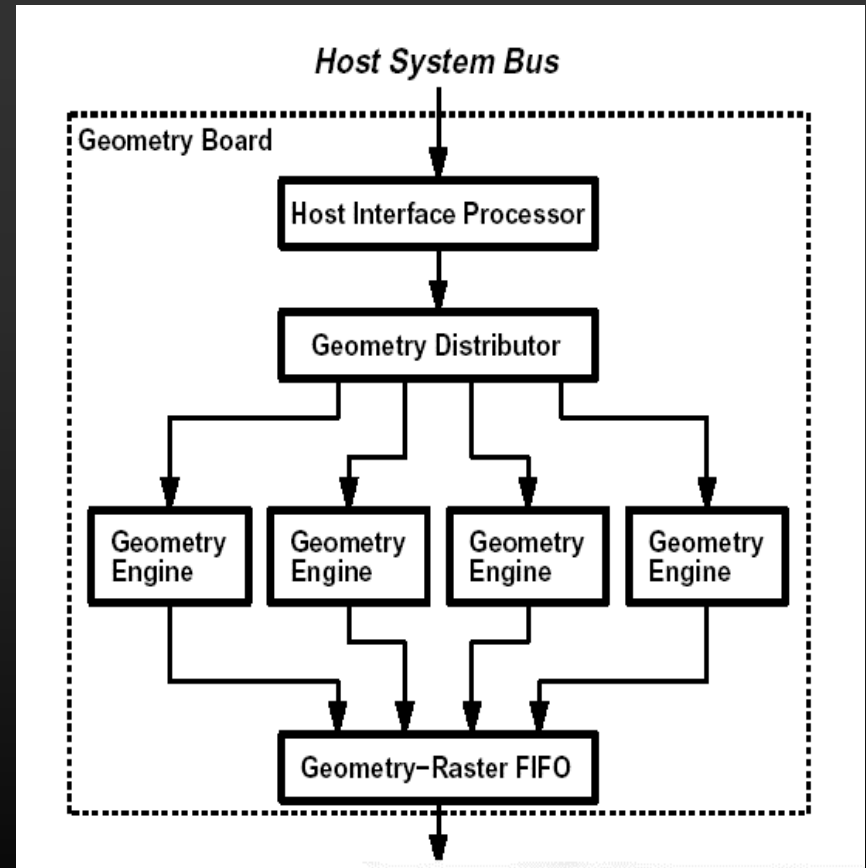 Host System Bus
Geometry Board
Host Interface Processor
Geometry Distributor
Geometry
Engine
Geometry
Engine
Geometry
Engine
Geometry
Engine
Geometry-Raster FIFO